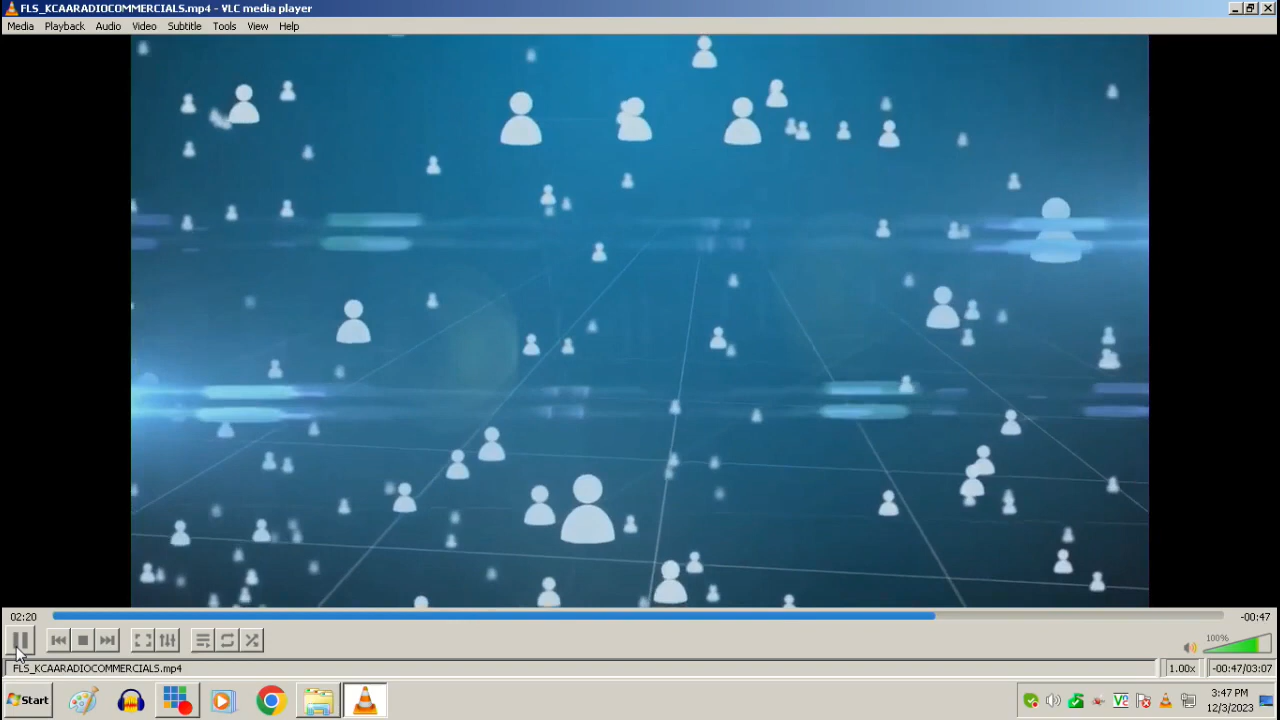 FLS_KCAARADIOCOMMERCIALS.mp4 - VLC media player
Media Playback Audio Video Subtitle Tools View Help
02:20
-00:47
100%
FLS_KCAARADIOCOMMERCIALS.mp4
1.00x
-00:47/03:07
Start
3:47 PM
12/3/2023